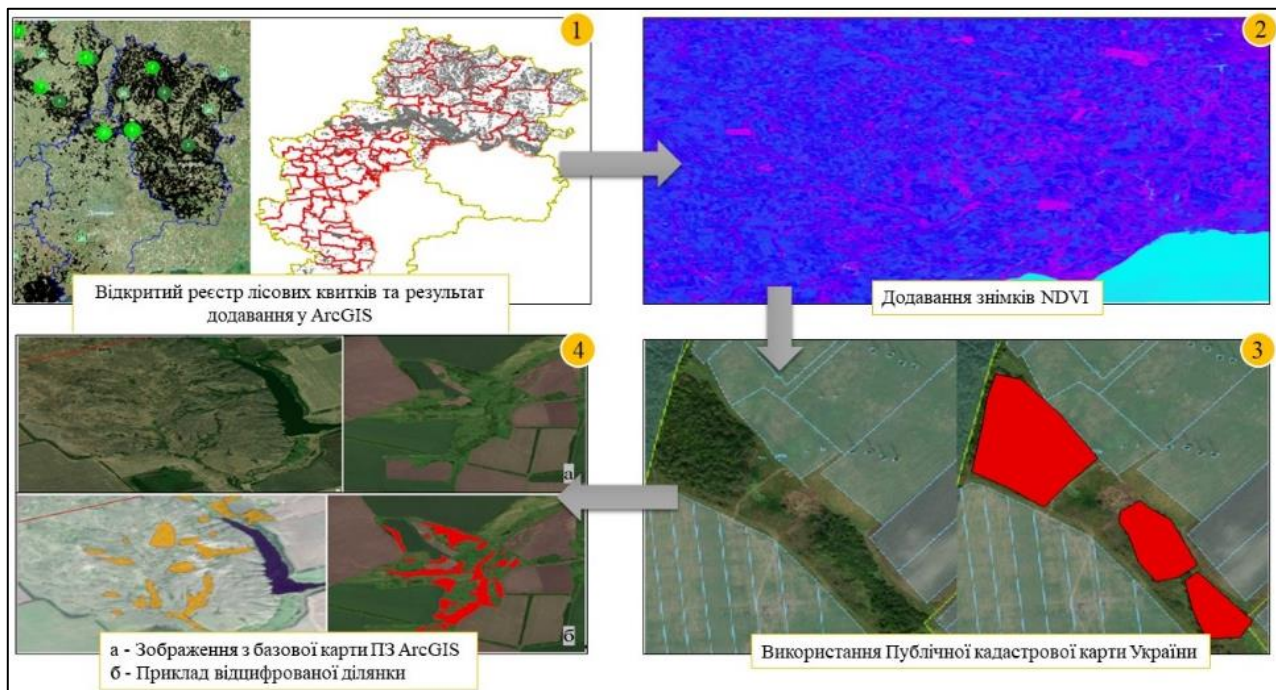 1
Відкритий реєстр лісових квитків та результат
додавання у ArcGIS
2
Додавання знімків NDVI
3
Використання Публічної кадастрової карти України
4
а
б
а - Зображення з базової карти ПЗ ArcGIS
б - Приклад відцифрованої ділянки